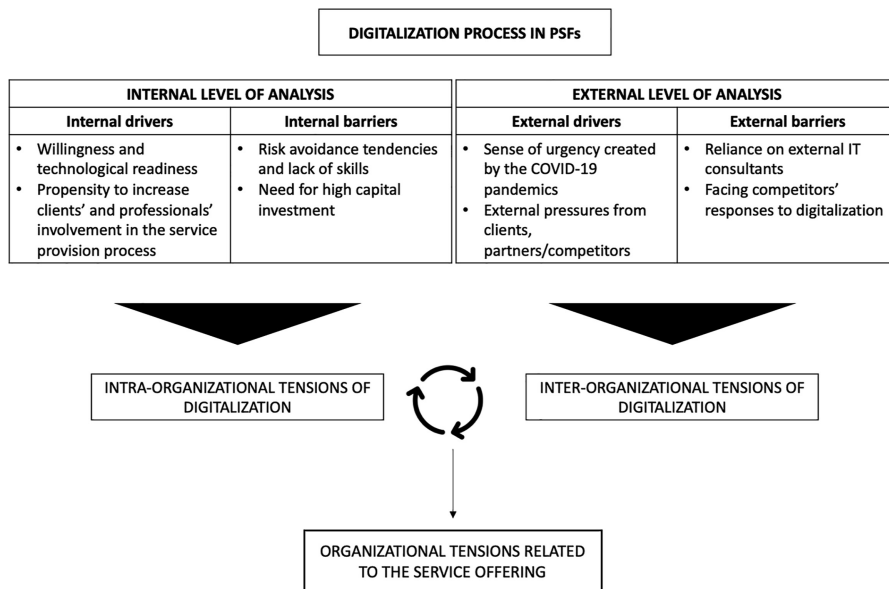 DIGITALIZATION PROCESS IN PSFs
INTERNAL LEVEL OF ANALYSIS
Internal drivers
• Willingness and
technological readiness
• Propensity to increase
clients' and professionals'
involvement in the service
provision process
Internal barriers
• Risk avoidance tendencies
and lack of skills
• Need for high capital
investment
EXTERNAL LEVEL OF ANALYSIS
External drivers
• Sense of urgency created
by the COVID-19
pandemics
• External pressures from
clients,
partners/competitors
External barriers
• Reliance on external IT
consultants
• Facing competitors'
responses to digitalization
INTRA-ORGANIZATIONAL TENSIONS OF
DIGITALIZATION
INTER-ORGANIZATIONAL TENSIONS OF
DIGITALIZATION
ORGANIZATIONAL TENSIONS RELATED
TO THE SERVICE OFFERING